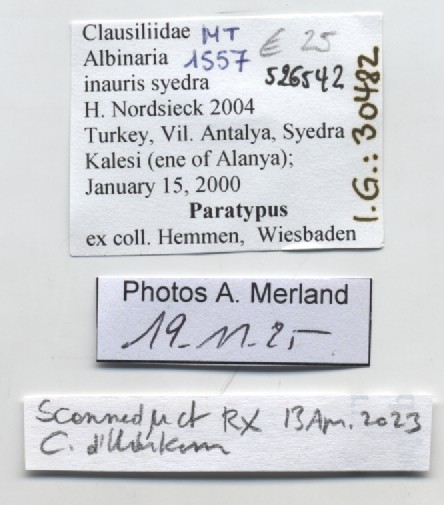 Clausiliidae MT
Albinaria 1557 € 25
inauris syedra 526542
H. Nordsieck 2004
Turkey, Vil. Antalya, Syedra
Kalesi (ene of Alanya);
January 15, 2000
Paratypus
ex coll. Hemmen, Wiesbaden
I.G.: 30482
Photos A. Merland
19-11-25
Scanned µct RX 13 Apr. 2023
C. d'Udekem